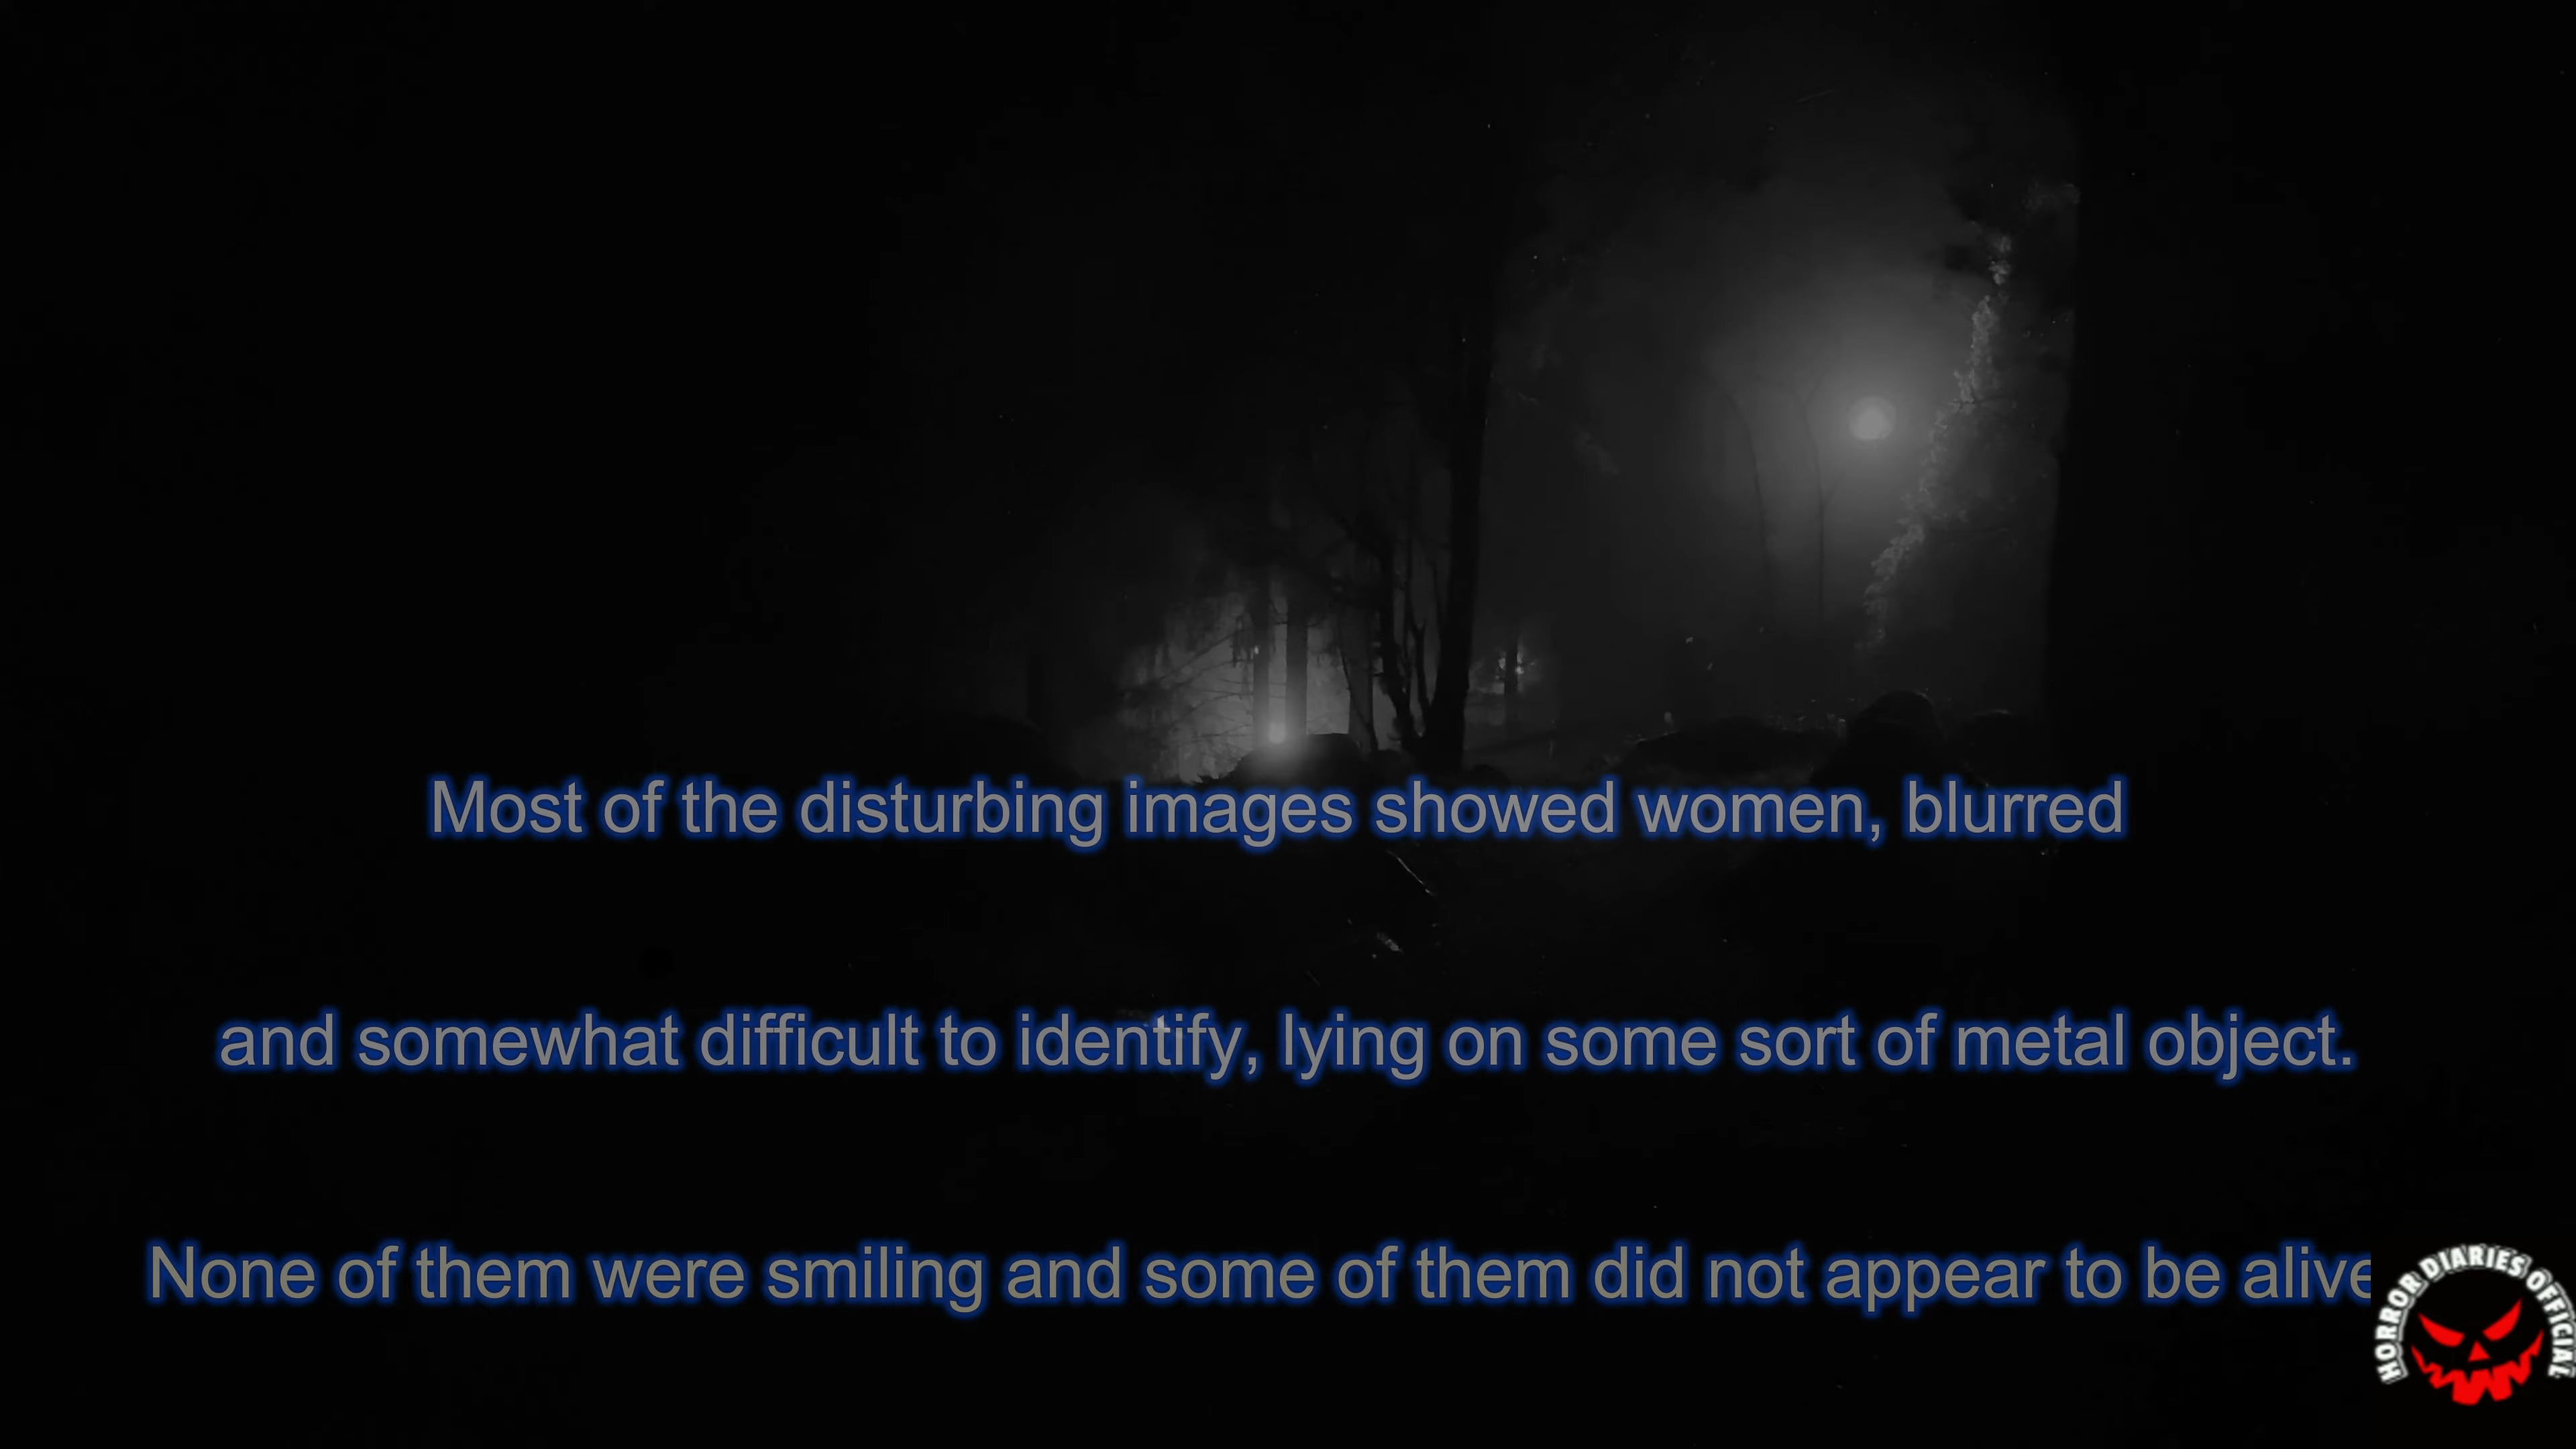 Most of the disturbing images showed women, blurred
and somewhat difficult to identify, lying on some sort of metal object.
None of them were smiling and some of them did not appear to be alive
HORROR DIARIES OFFICIAL